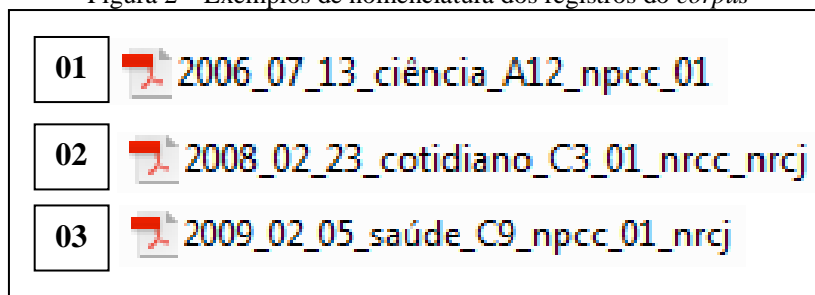 Figura 2 – Exemplos de nomenclatura dos registros do corpus
01 2006_07_13_ciência_A12_npcc_01
02 2008_02_23_cotidiano_C3_01_nrcc_nrcj
03 2009_02_05_saúde_C9_npcc_01_nrcj